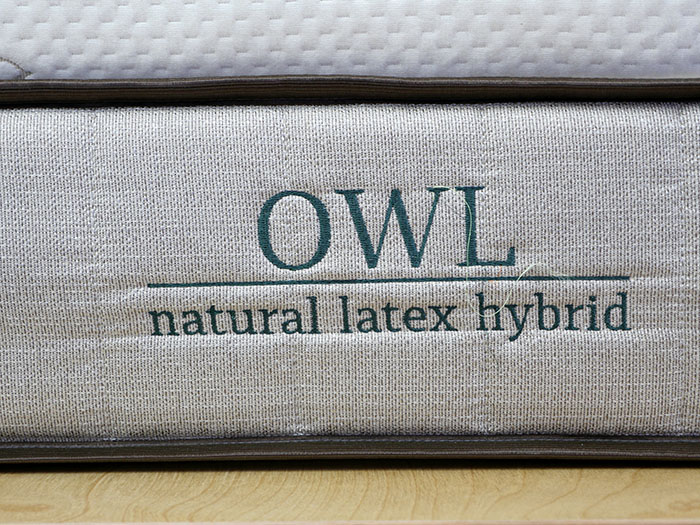 OWL
natural latex hybrid